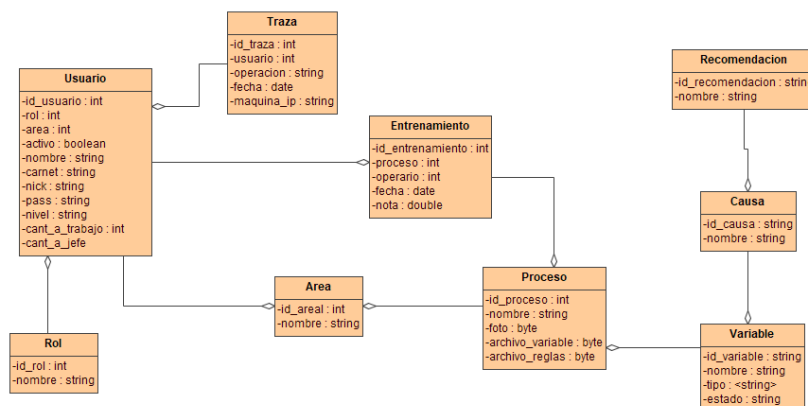 Traza
-id_traza : int
-usuario : int
-operacion : string
-fecha : date
-maquina_ip : string
Usuario
-id_usuario : int
-rol : int
-area : int
-activo : boolean
-nombre : string
-carnet : string
-nick : string
-pass : string
-nivel : string
-cant_a_trabajo : int
-cant_a_jefe
Recomendacion
-id_recomendacion : string
-nombre : string
Entrenamiento
-id_entrenamiento : int
-proceso : int
-operario : int
-fecha : date
-nota : double
Causa
-id_causa : string
-nombre : string
Area
-id_areal : int
-nombre : string
Proceso
-id_proceso : int
-nombre : string
-foto : byte
-archivo_variable : byte
-archivo_reglas : byte
Rol
-id_rol : int
-nombre : string
Variable
-id_variable : string
-nombre : string
-tipo : <string>
-estado : string